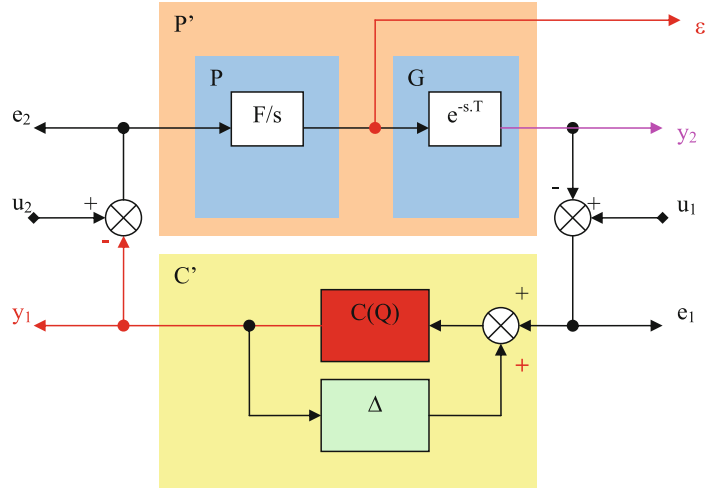 P’
ε
P
G
e₂
F/s
e⁻ˢ·ᵀ
y₂
u₂
+
-
-
+
u₁
C’
y₁
C(Q)
+
+
e₁
Δ